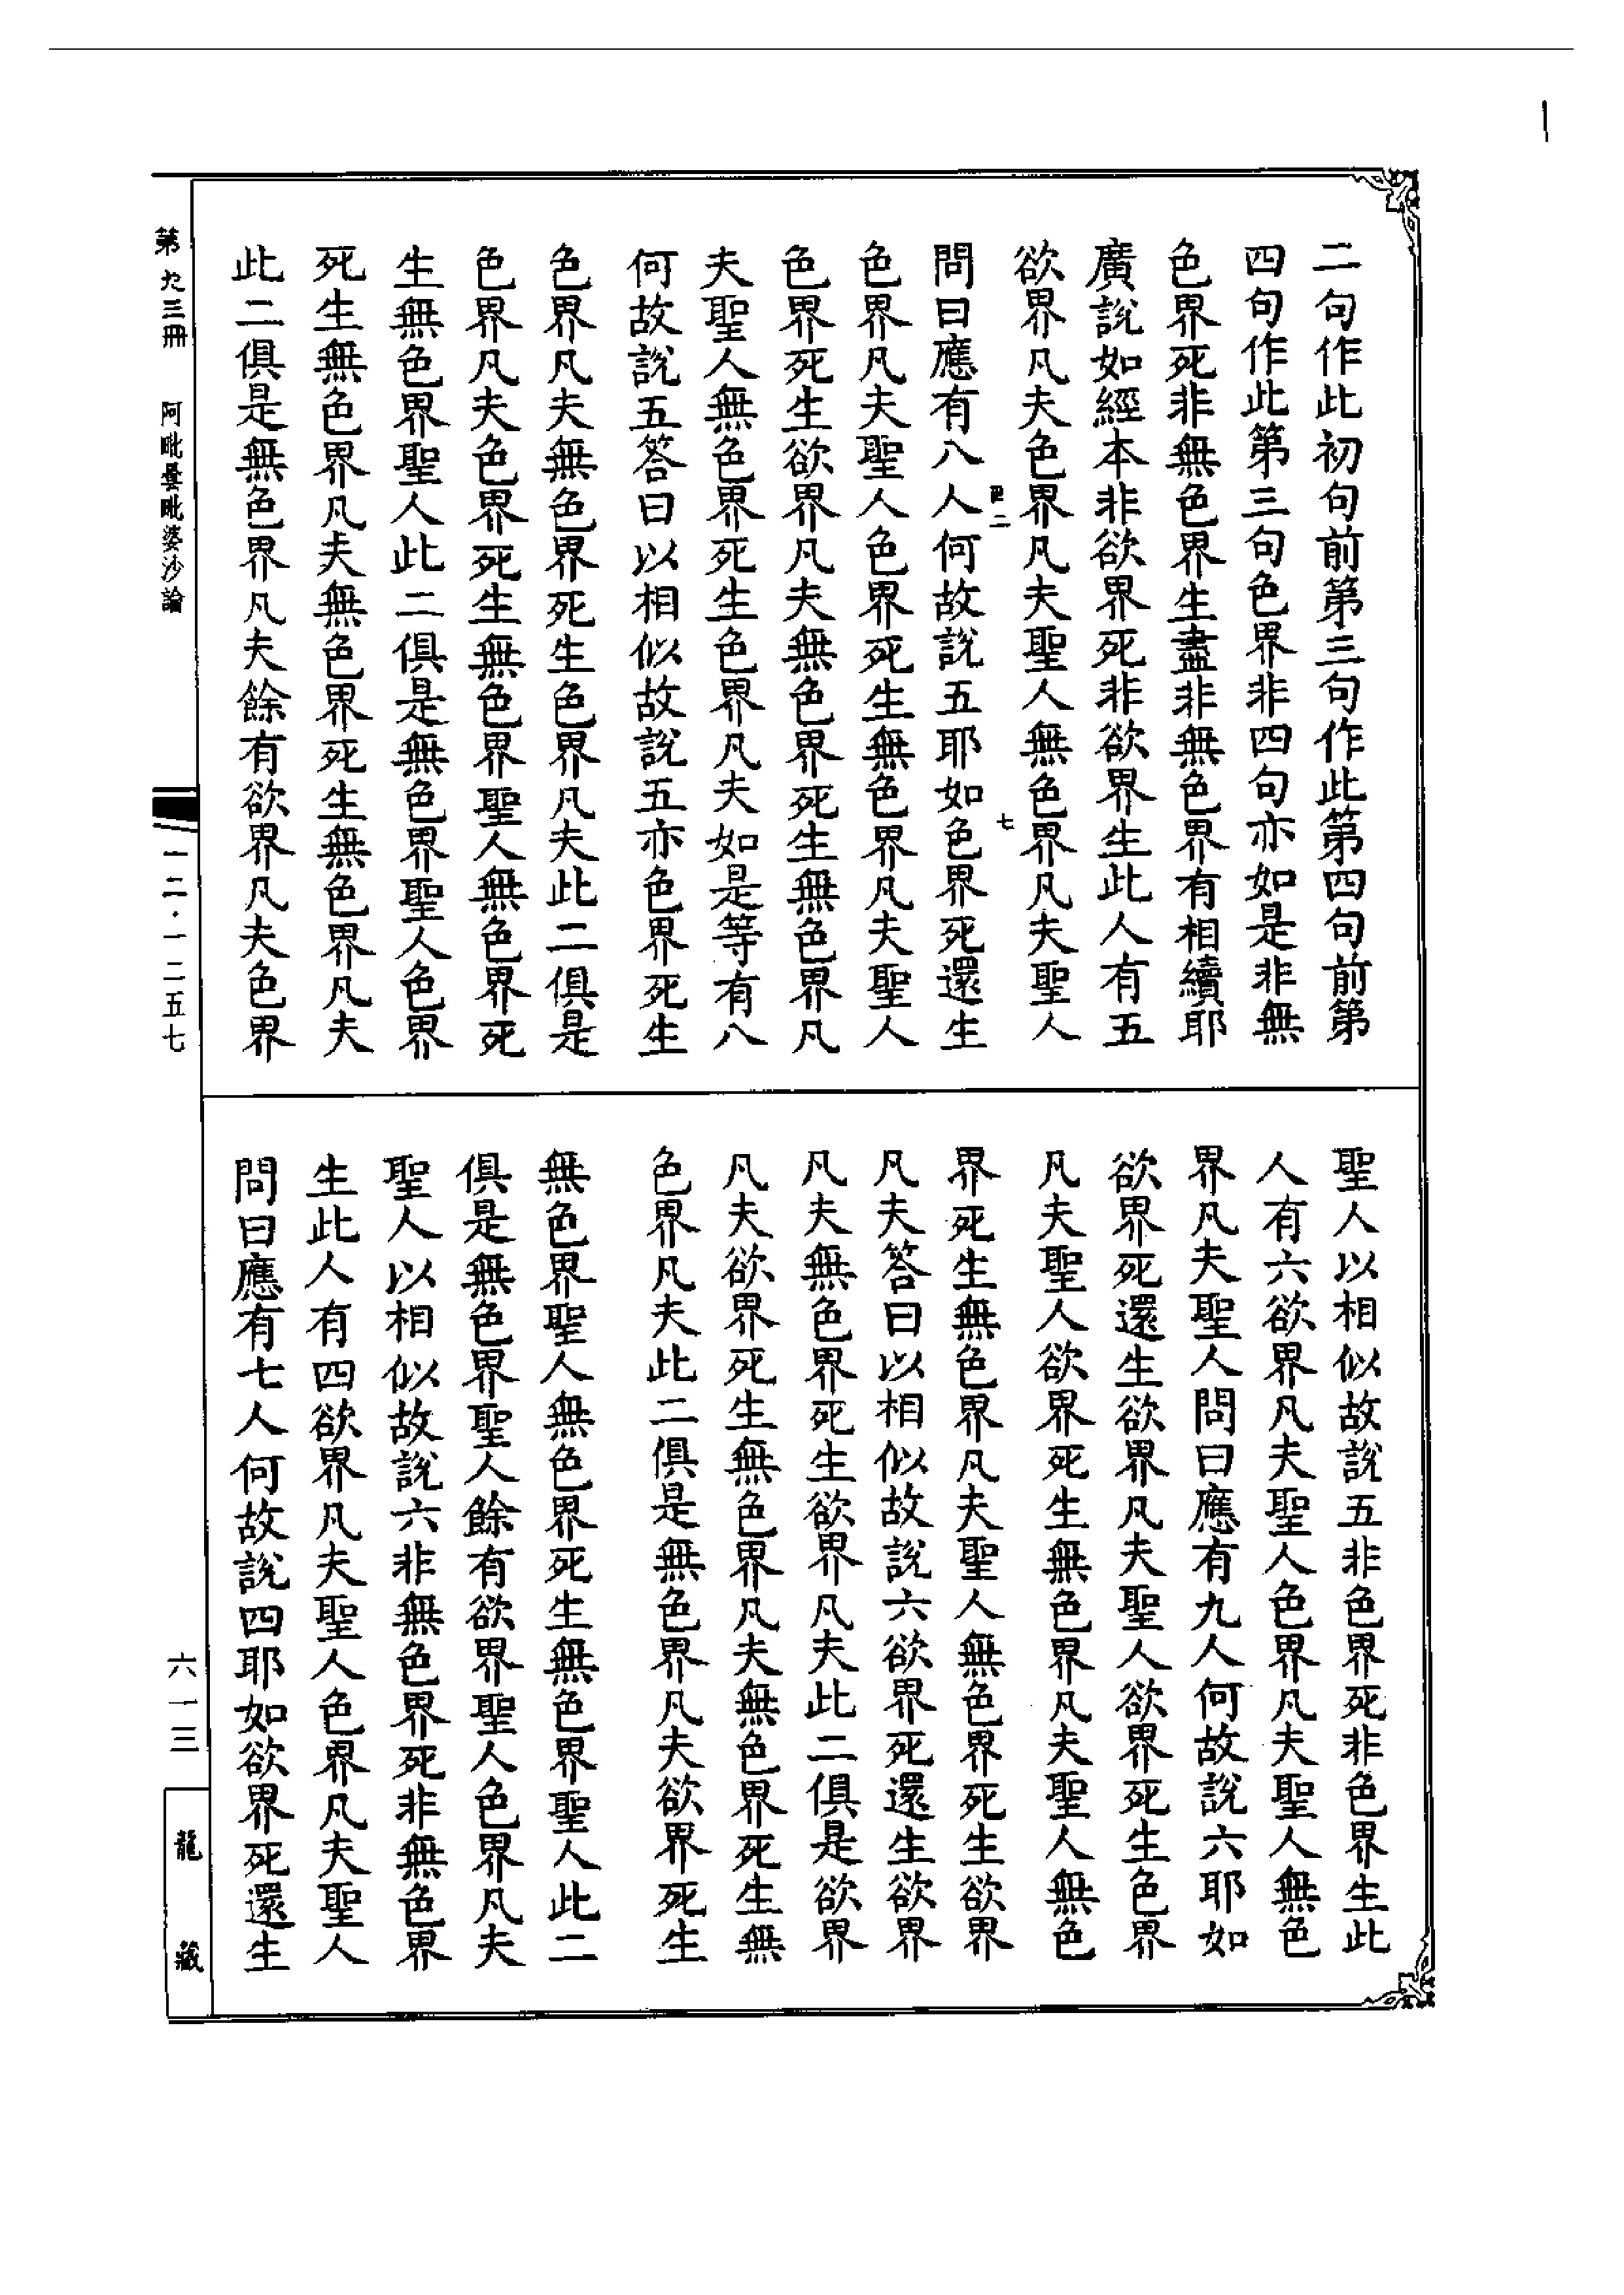 二句作此初句前第三句作此第四句前第
四句作此第三句色界非四句亦如是非無
色界死非無色界生盡非無色界有相續耶
廣說如經本非欲界死非欲界生此人有五
欲界凡夫色界凡夫聖人無色界凡夫聖人
七
問曰應有八人何故說五耶如色界死還生
色界凡夫聖人色界死生無色界凡夫聖人
色界死生欲界凡夫無色界死生無色界凡
夫聖人無色界死生色界凡夫如是等有八
何故說五答曰以相似故說五亦色界死生
色界凡夫無色界死生色界凡夫此二俱是
色界凡夫色界死生無色界聖人無色界死
生無色界聖人此二俱是無色界聖人色界
死生無色界凡夫無色界死生無色界凡夫
此二俱是無色界凡夫餘有欲界凡夫色界
聖人以相似故說五非色界死非色界生此
人有六欲界凡夫聖人色界凡夫聖人無色
界凡夫聖人問曰應有九人何故說六耶如
欲界死還生欲界凡夫聖人欲界死生色界
凡夫聖人欲界死生無色界凡夫聖人無色
界死生無色界凡夫聖人無色界死生欲界
凡夫答曰以相似故說六欲界死還生欲界
凡夫無色界死生欲界凡夫此二俱是欲界
凡夫欲界死生無色界凡夫無色界死生無
色界凡夫此二俱是無色界凡夫欲界死生
無色界聖人無色界死生無色界聖人此二
俱是無色界聖人餘有欲界聖人色界凡夫
聖人以相似故說六非無色界死非無色界
生此人有四欲界凡夫聖人色界凡夫聖人
問曰應有七人何故說四耶如欲界死還生
第九三冊 阿毗曇毗婆沙論
一二·一二五七
六一三
龍藏